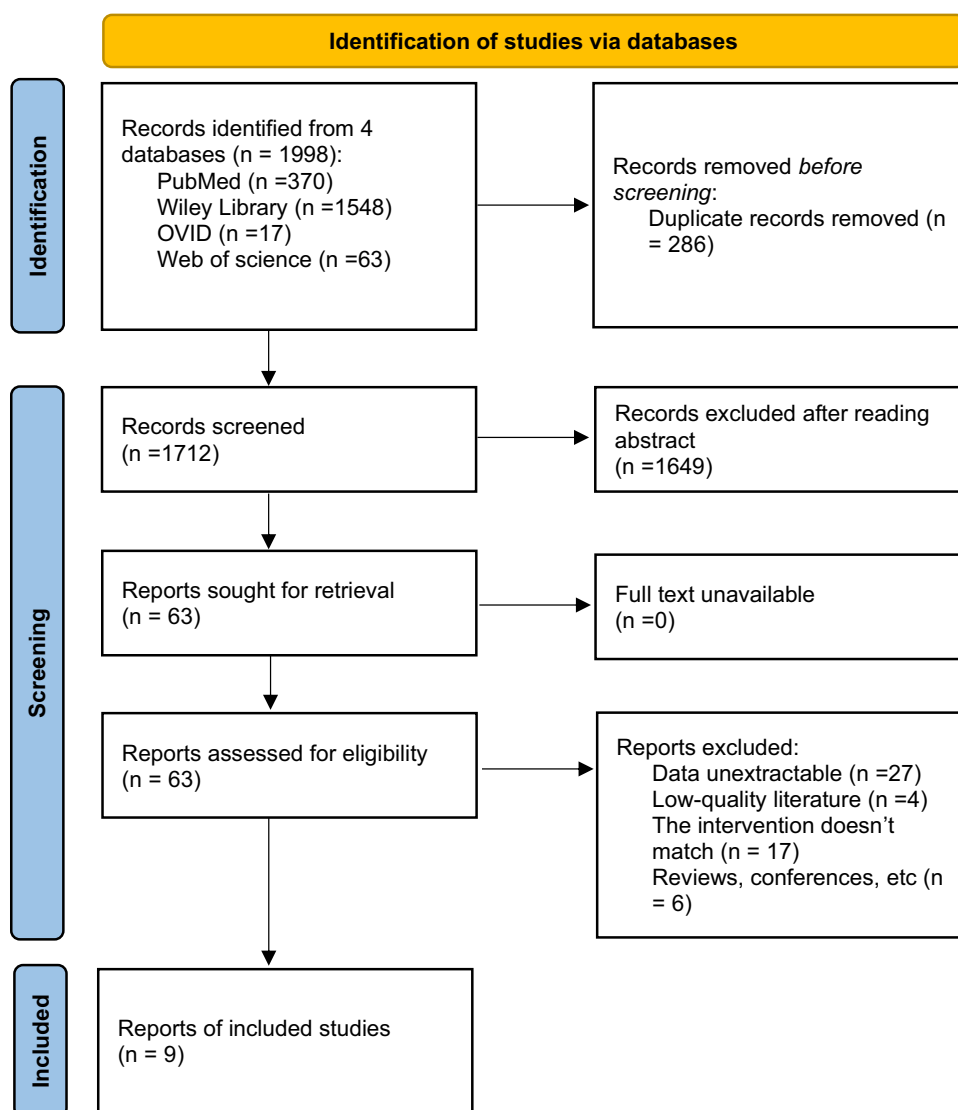 Identification of studies via databases
Identification
Records identified from 4
databases (n = 1998):
PubMed (n =370)
Wiley Library (n =1548)
OVID (n =17)
Web of science (n =63)
Records removed before
screening:
Duplicate records removed (n
= 286)
Screening
Records screened
(n =1712)
Records excluded after reading
abstract
(n =1649)
Reports sought for retrieval
(n = 63)
Full text unavailable
(n =0)
Reports assessed for eligibility
(n = 63)
Reports excluded:
Data unextractable (n =27)
Low-quality literature (n =4)
The intervention doesn’t
match (n = 17)
Reviews, conferences, etc (n
= 6)
Included
Reports of included studies
(n = 9)